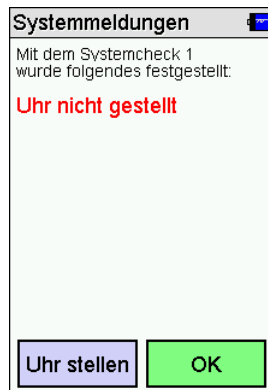 Systemmeldungen
Mit dem Systemcheck 1
wurde folgendes festgestellt:
Uhr nicht gestellt
Uhr stellen
OK